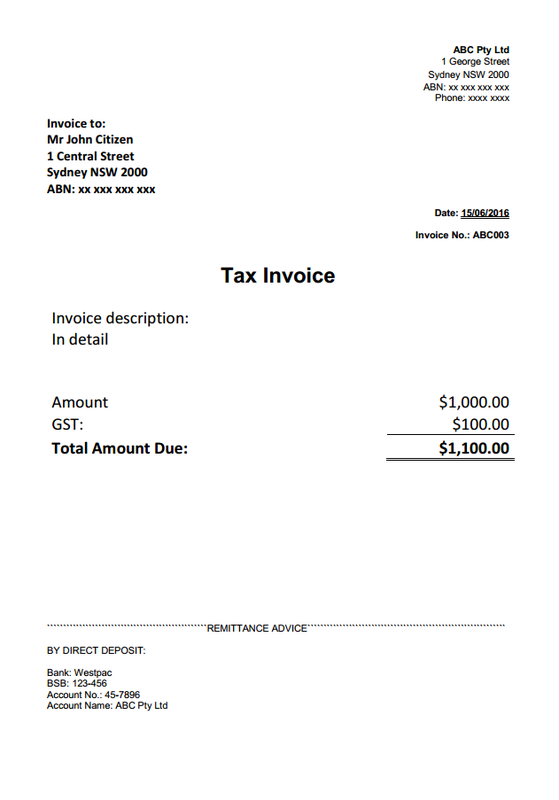 ABC Pty Ltd
1 George Street
Sydney NSW 2000
ABN: xx xxx xxx xxx
Phone: xxxx xxxx
Invoice to:
Mr John Citizen
1 Central Street
Sydney NSW 2000
ABN: xx xxx xxx xxx
Date: 15/06/2016
Invoice No.: ABC003
Tax Invoice
Invoice description:
In detail
Amount $1,000.00
GST: $100.00
Total Amount Due: $1,100.00
REMITTANCE ADVICE
BY DIRECT DEPOSIT:
Bank: Westpac
BSB: 123-456
Account No.: 45-7896
Account Name: ABC Pty Ltd